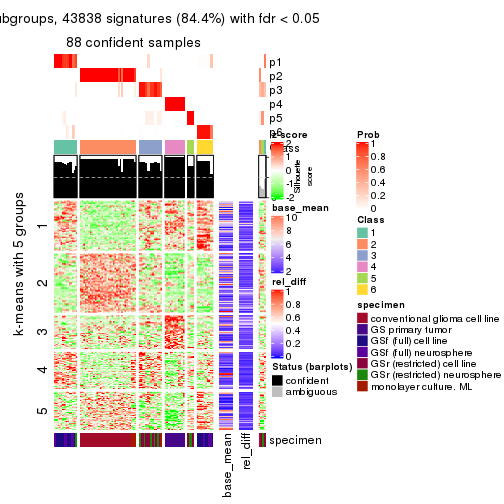 ubgroups, 43838 signatures (84.4%) with fdr < 0.05
88 confident samples
p1
p2
p3
p4
p5
p6
Class
z-score
2
1
0
-1
-2
Silhouette
score
base_mean
10
8
6
4
2
rel_diff
1
0.8
0.6
0.4
0.2
0
Status (barplots)
confident
ambiguous
Prob
1
0.8
0.6
0.4
0.2
0
Class
1
2
3
4
5
6
specimen
conventional glioma cell line
GS primary tumor
GSf (full) cell line
GSf (full) neurosphere
GSr (restricted) cell line
GSr (restricted) neurosphere
monolayer culture. ML
k-means with 5 groups
1
2
3
4
5
specimen
base_mean
rel_diff